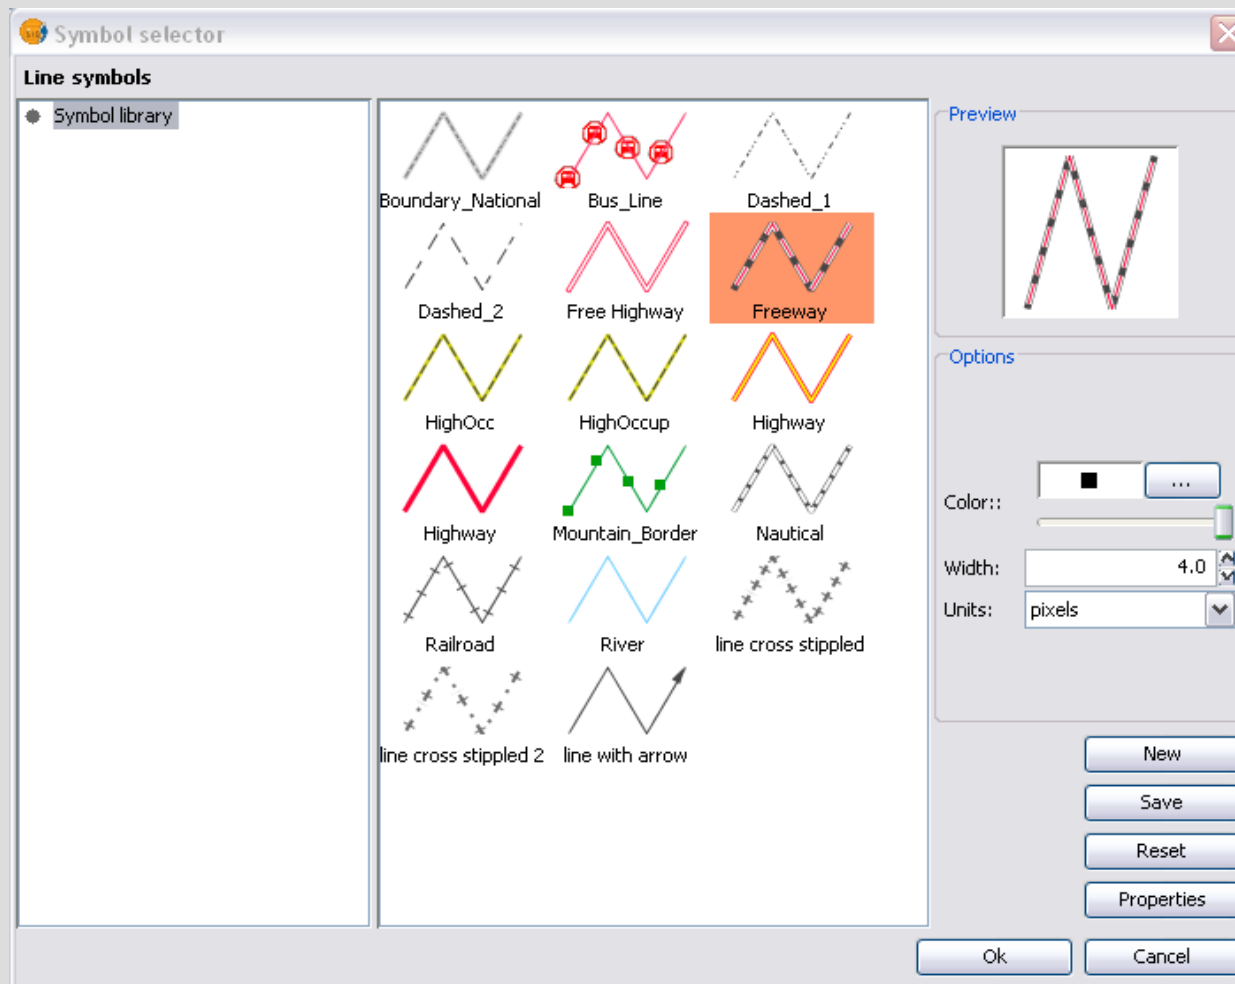 Symbol selector
Line symbols
Symbol library
Boundary_National
Bus_Line
Dashed_1
Dashed_2
Free Highway
Freeway
HighOcc
HighOccup
Highway
Highway
Mountain_Border
Nautical
Railroad
River
line cross stippled
line cross stippled 2
line with arrow
Preview
Options
Color::
...
Width:
4.0
Units:
pixels
New
Save
Reset
Properties
Ok
Cancel